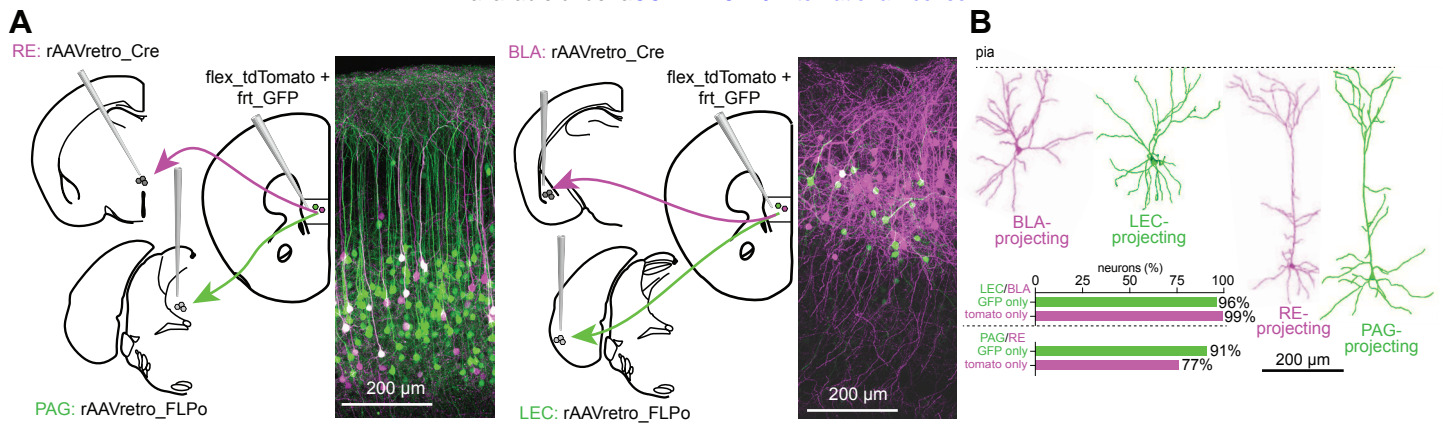 A
RE: rAAVretro_Cre
flex_tdTomato +
frt_GFP
200 µm
PAG: rAAVretro_FLPo
BLA: rAAVretro_Cre
flex_tdTomato +
frt_GFP
200 µm
LEC: rAAVretro_FLPo
B
pia
BLA-
projecting
LEC-
projecting
RE-
projecting
PAG-
projecting
200 µm
neurons (%)
0 25 50 75 100
LEC/BLA
GFP only 96%
tomato only 99%
PAG/RE
GFP only 91%
tomato only 77%